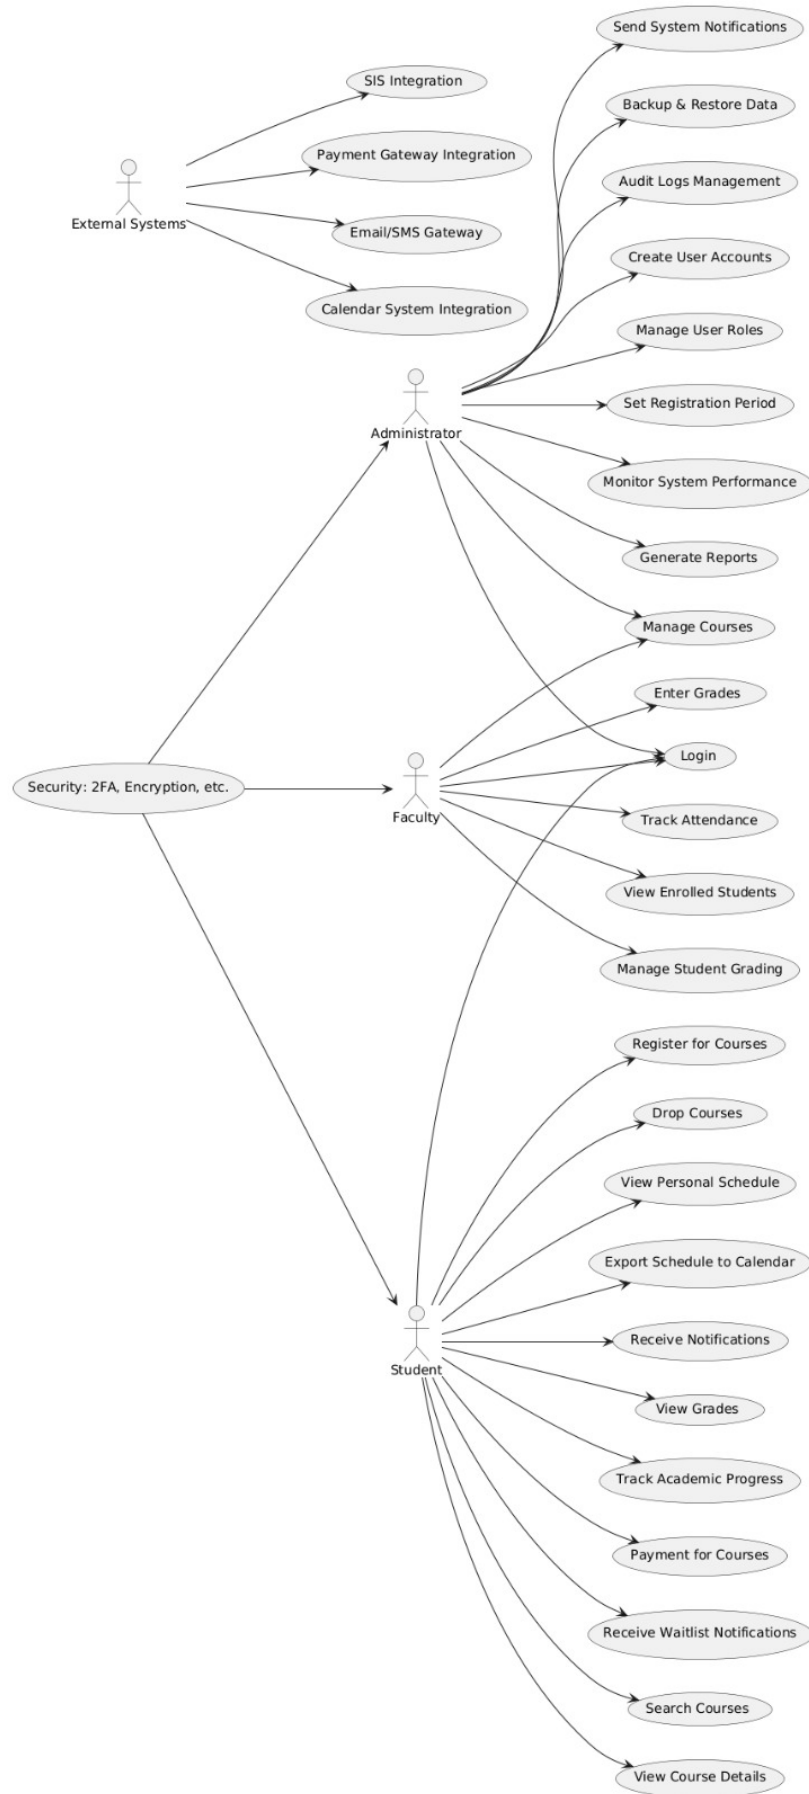 Send System Notifications
SIS Integration
Backup & Restore Data
Payment Gateway Integration
Audit Logs Management
External Systems
Email/SMS Gateway
Create User Accounts
Calendar System Integration
Manage User Roles
Set Registration Period
Administrator
Monitor System Performance
Generate Reports
Manage Courses
Enter Grades
Login
Security: 2FA, Encryption, etc.
Faculty
Track Attendance
View Enrolled Students
Manage Student Grading
Register for Courses
Drop Courses
View Personal Schedule
Export Schedule to Calendar
Receive Notifications
Student
View Grades
Track Academic Progress
Payment for Courses
Receive Waitlist Notifications
Search Courses
View Course Details